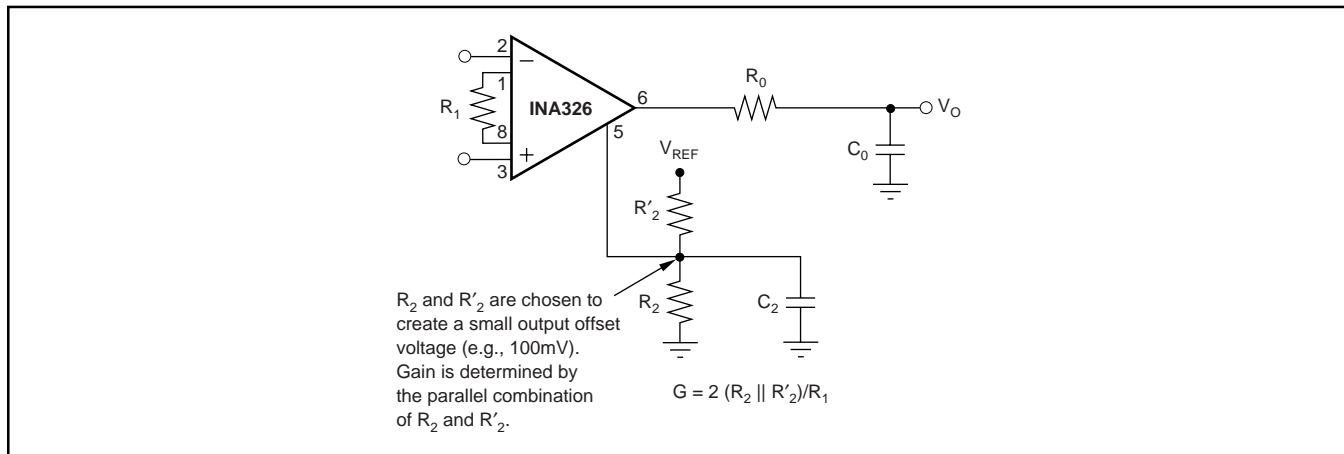 2
−
1
R1
8
+
3
INA326
6
5
R0
VO
C0
VREF
R′2
R2
C2
R2 and R′2 are chosen to
create a small output offset
voltage (e.g., 100mV).
Gain is determined by
the parallel combination
of R2 and R′2.
G = 2 (R2 || R′2)/R1